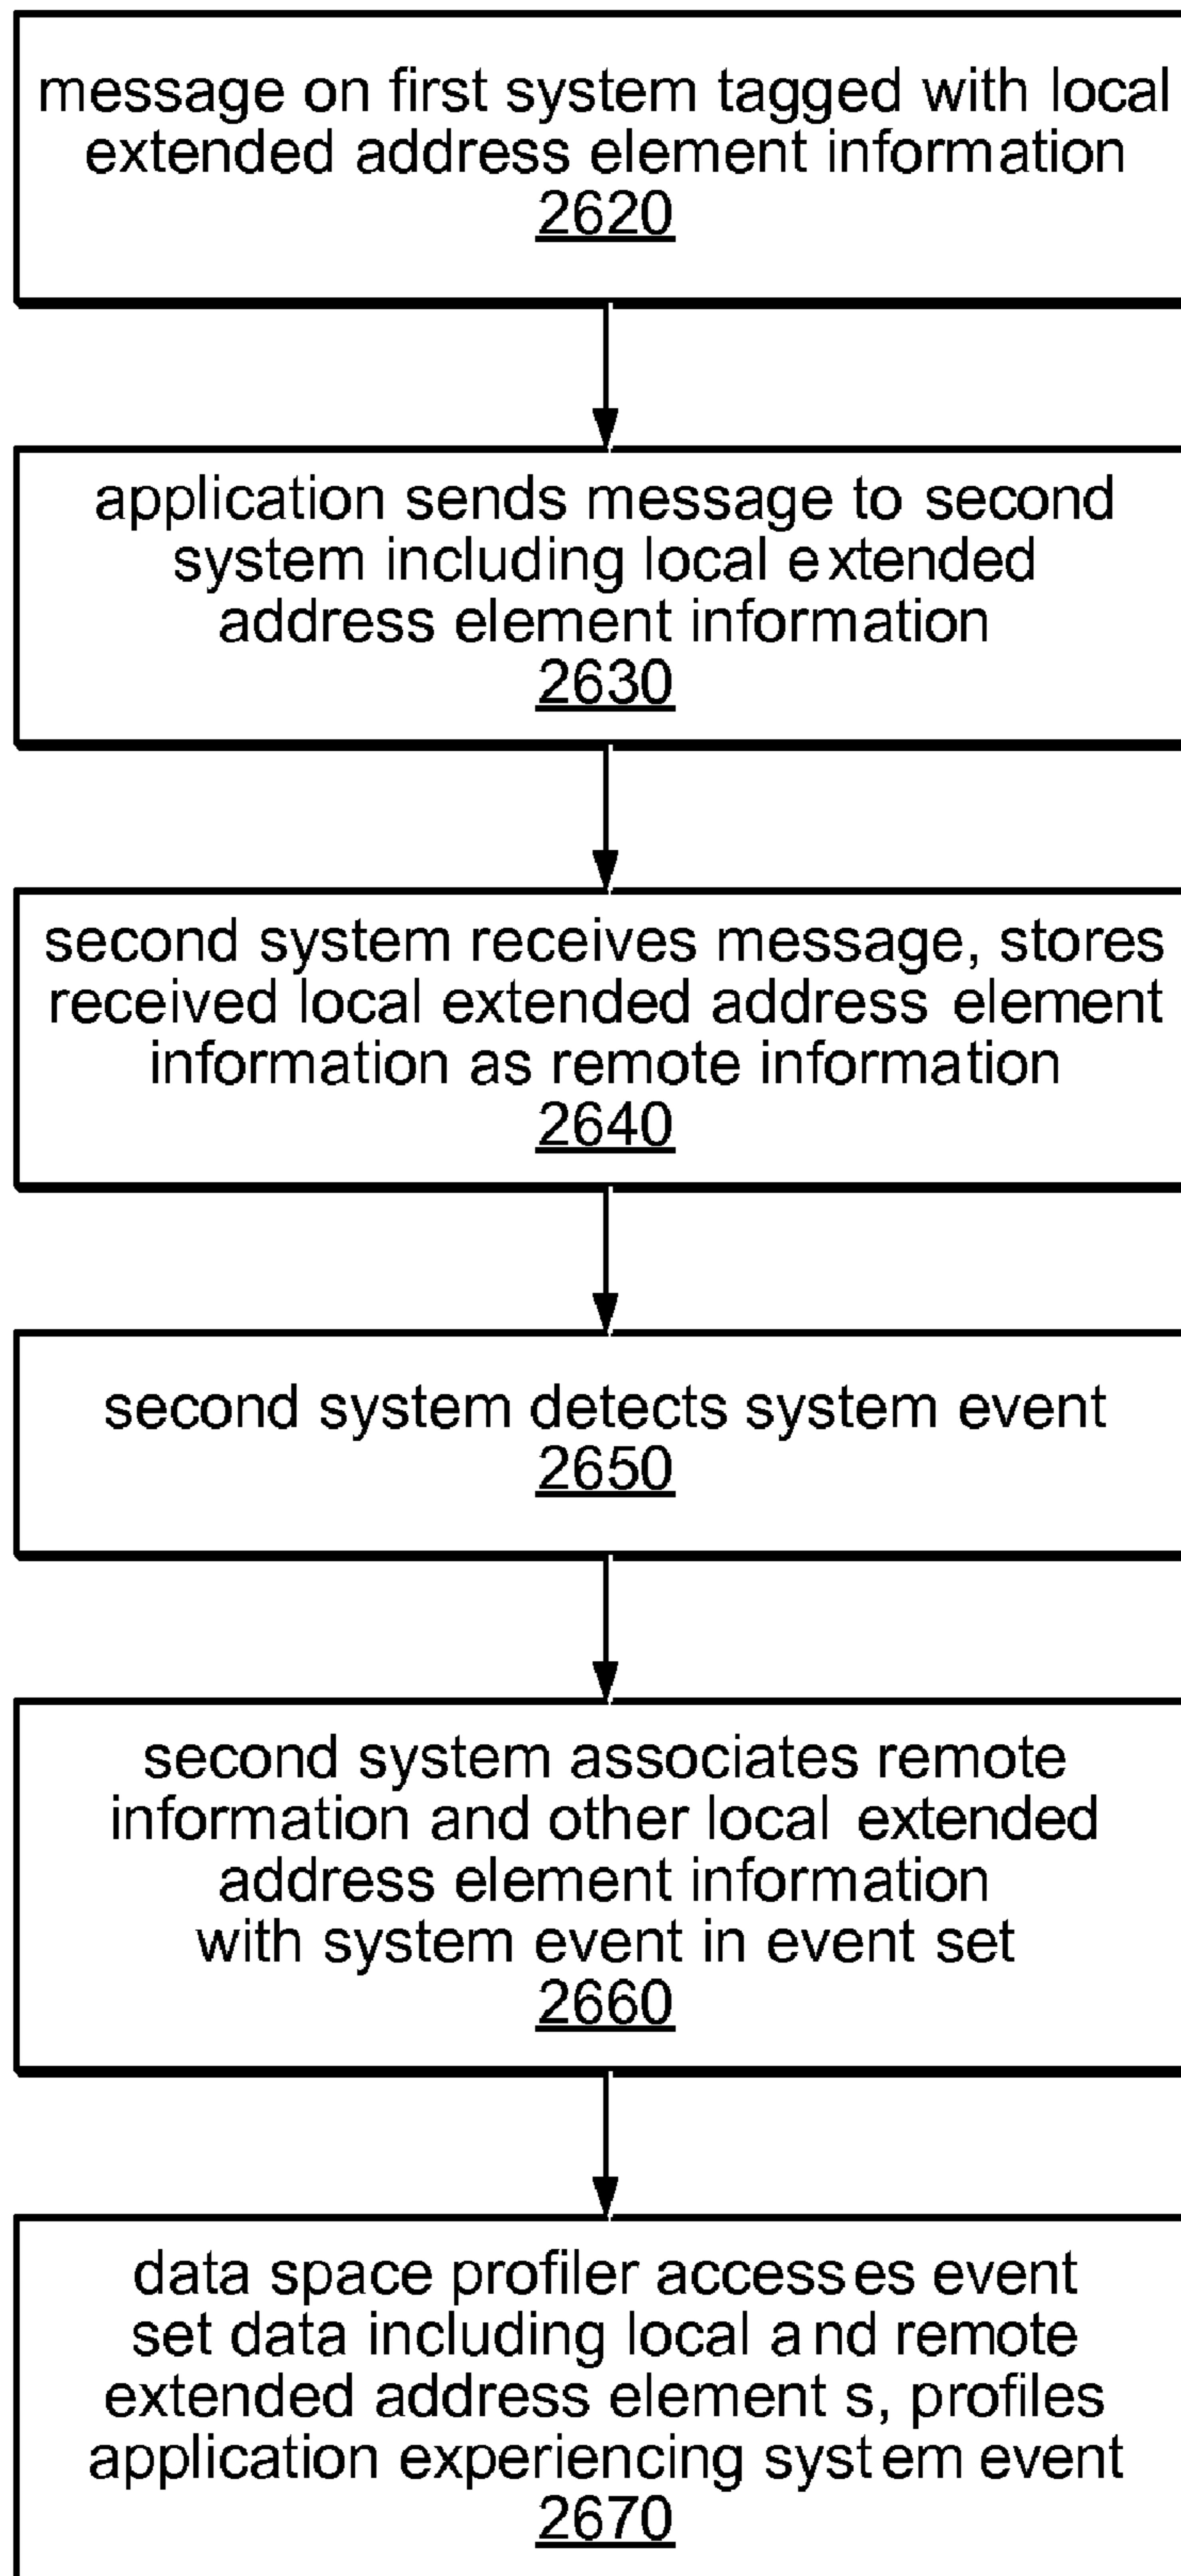 message on first system tagged with local
extended address element information
2620
application sends message to second
system including local extended
address element information
2630
second system receives message, stores
received local extended address element
information as remote information
2640
second system detects system event
2650
second system associates remote
information and other local extended
address element information
with system event in event set
2660
data space profiler accesses event
set data including local and remote
extended address element s, profiles
application experiencing system event
2670